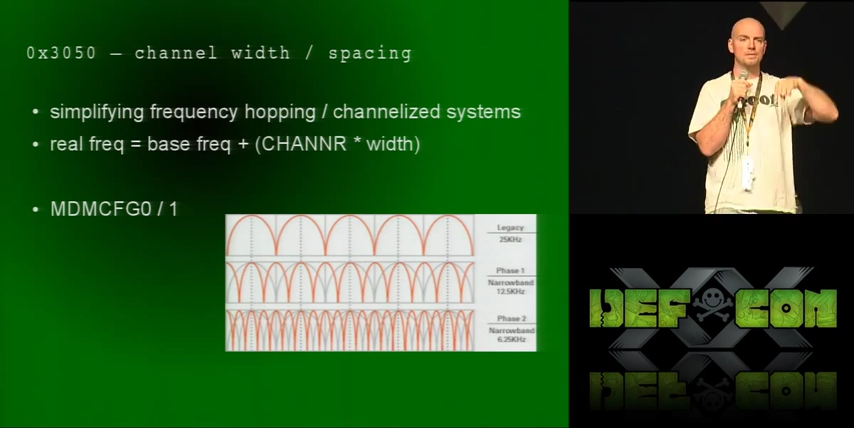 0x3050 – channel width / spacing
• simplifying frequency hopping / channelized systems
• real freq = base freq + (CHANNR * width)
• MDMCFG0 / 1
Legacy
25KHz
Phase 1
Narrowband
12.5KHz
Phase 2
Narrowband
6.25KHz
DEF CON
XX